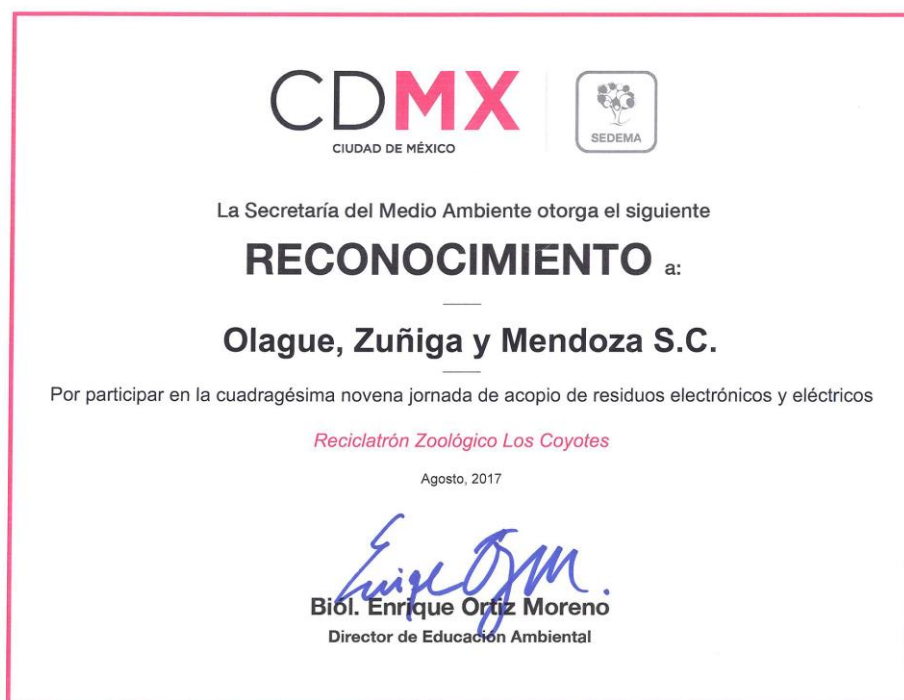 CDMX
CIUDAD DE MÉXICO
SEDEMA
La Secretaría del Medio Ambiente otorga el siguiente
RECONOCIMIENTO a:
Olague, Zuñiga y Mendoza S.C.
Por participar en la cuadragésima novena jornada de acopio de residuos electrónicos y eléctricos
Reciclatrón Zoológico Los Coyotes
Agosto, 2017
Biól. Enrique Ortiz Moreno
Director de Educación Ambiental